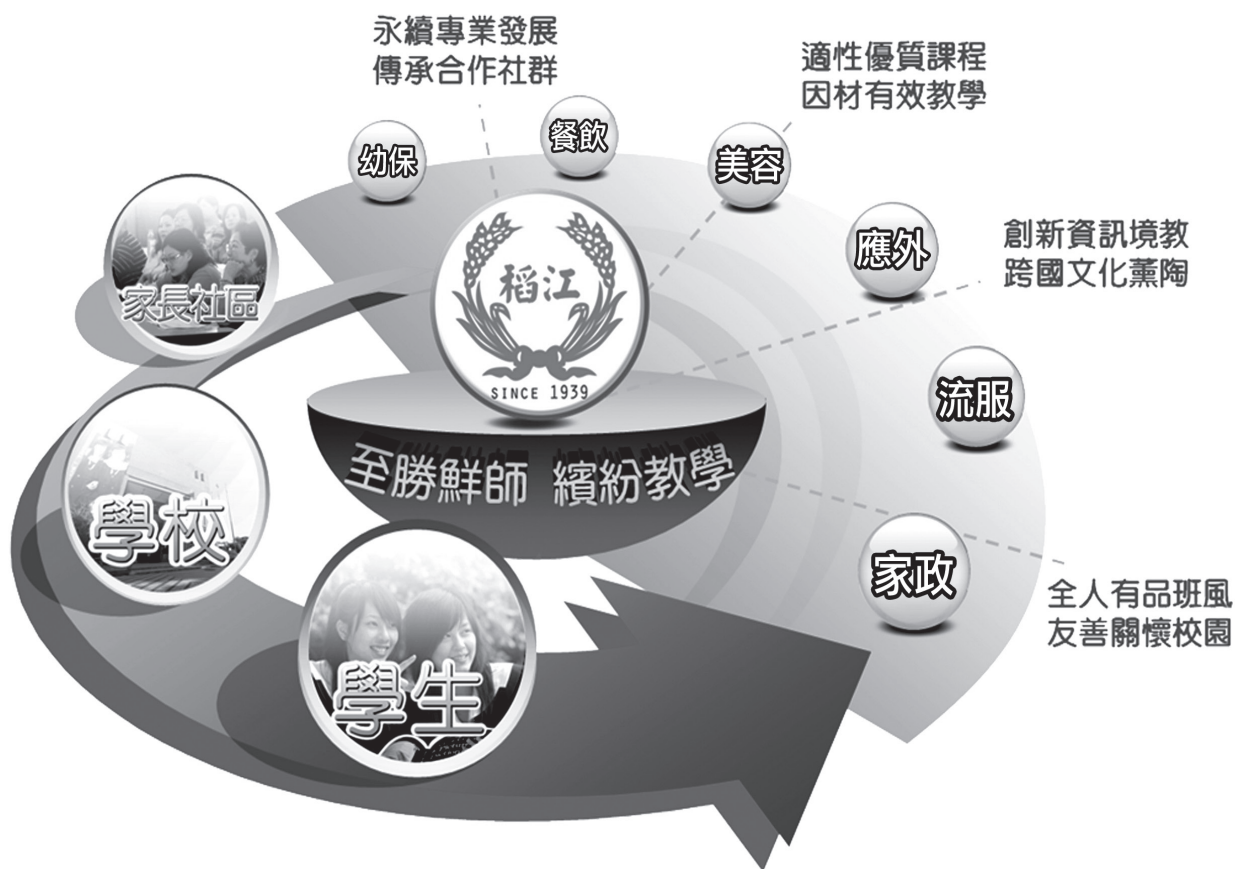 永續專業發展
傳承合作社群
適性優質課程
因材有效教學
幼保
餐飲
美容
應外
創新資訊境教
跨國文化薰陶
家長社區
稻江
SINCE 1939
流服
至勝鮮師 繽紛教學
學校
家政
全人有品班風
友善關懷校園
學生